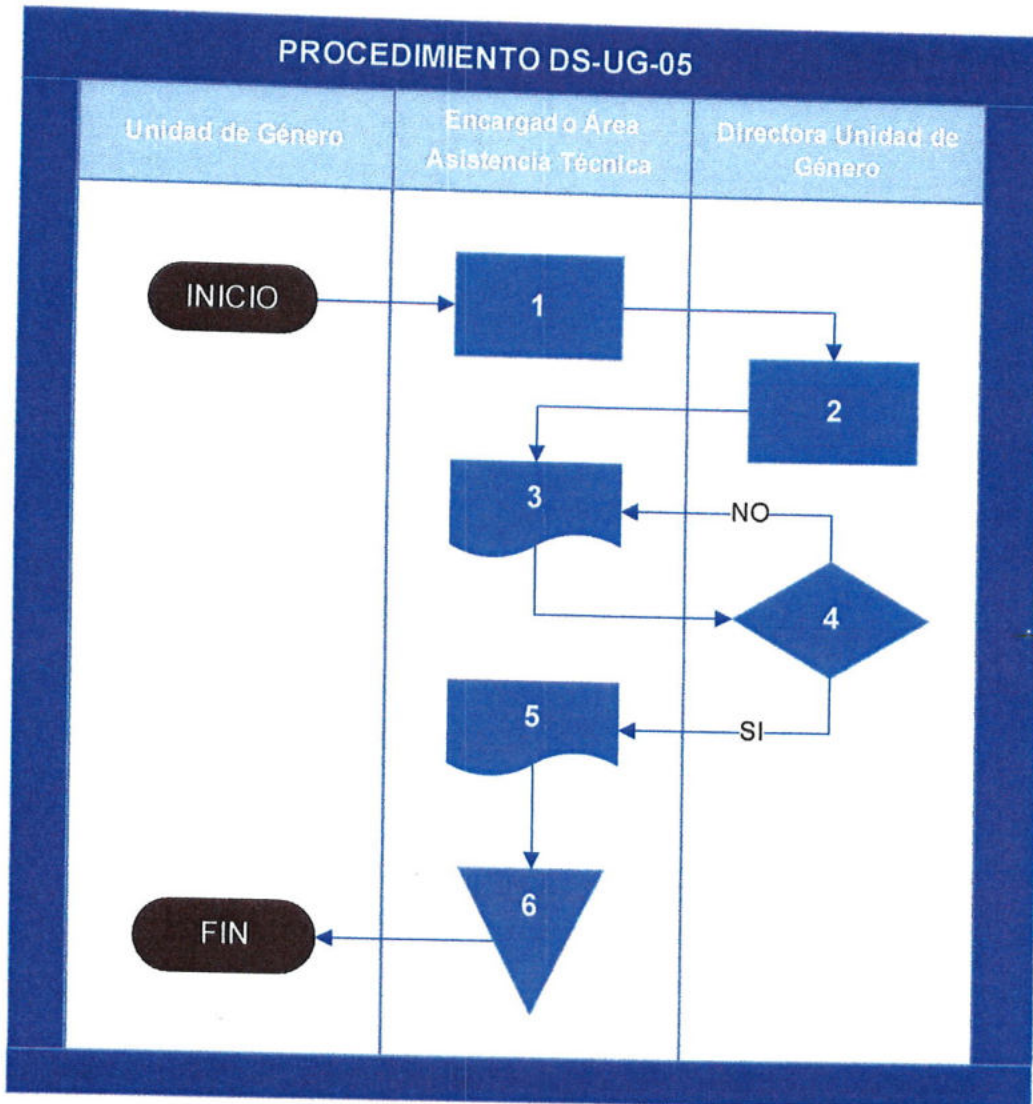 PROCEDIMIENTO DS-UG-05
Unidad de Género
Encargado Área
Asistencia Técnica
Directora Unidad de
Género
INICIO
1
2
3
NO
4
5
SI
6
FIN